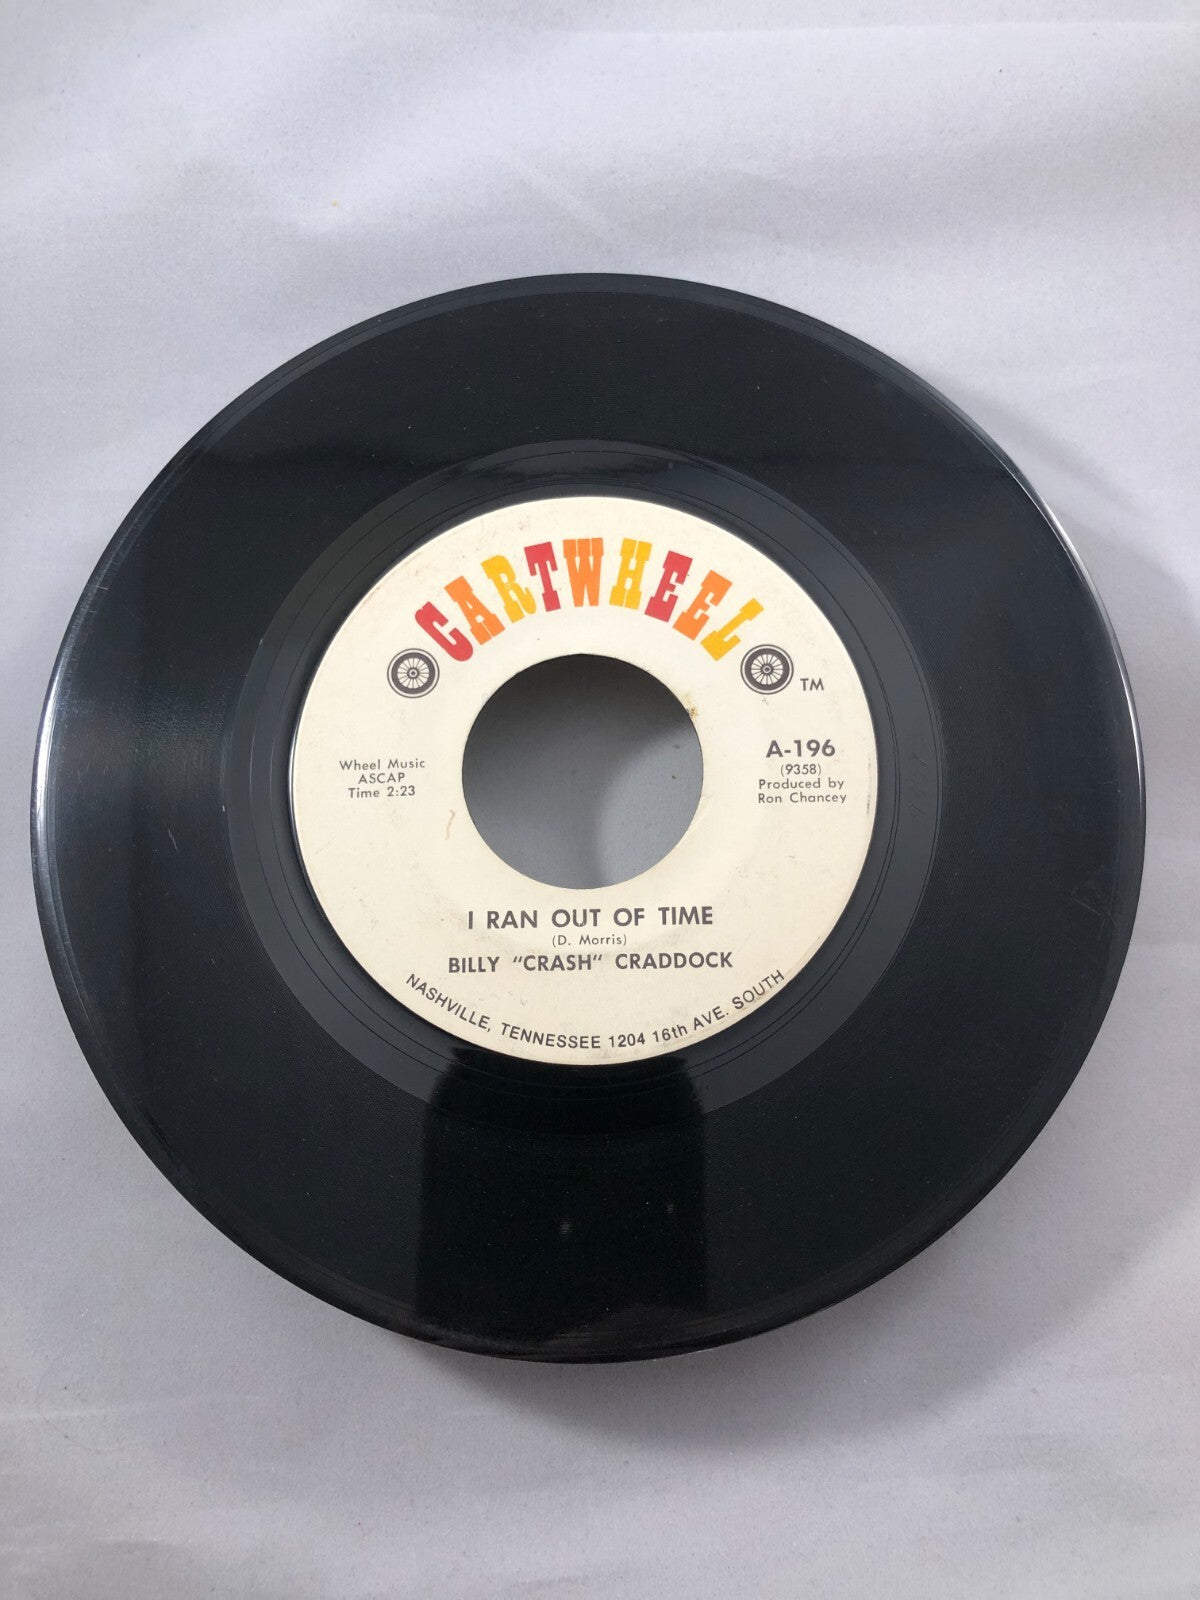 CARTWHEEL
TM
Wheel Music
ASCAP
Time 2:23
A-196
(9358)
Produced by
Ron Chancey
I RAN OUT OF TIME
(D. Morris)
BILLY "CRASH" CRADDOCK
NASHVILLE, TENNESSEE 1204 16th AVE. SOUTH